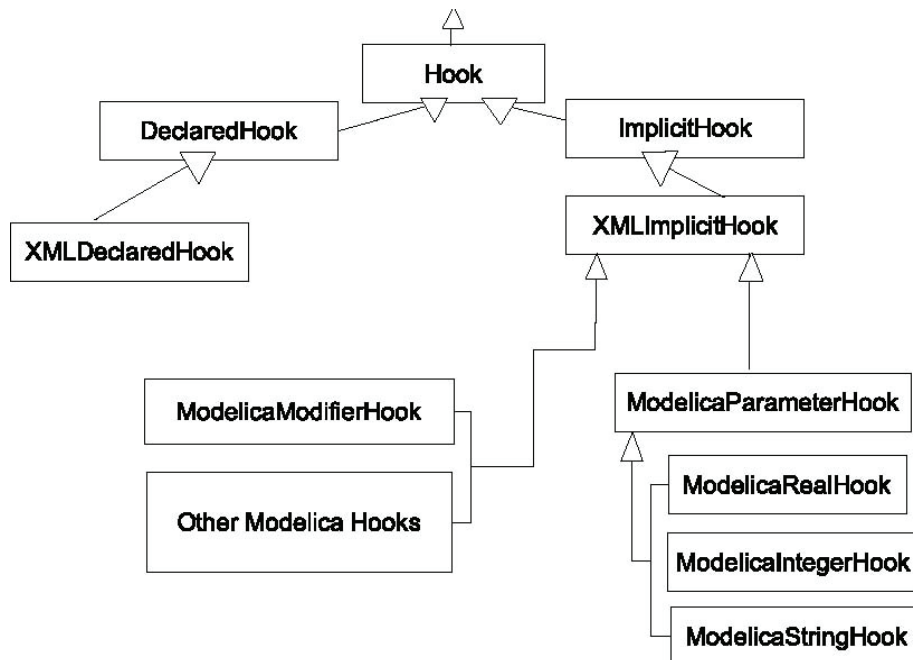 Hook
DeclaredHook
ImplicitHook
XMLDeclaredHook
XMLImplicitHook
ModelicaModifierHook
ModelicaParameterHook
Other Modelica Hooks
ModelicaRealHook
ModelicaIntegerHook
ModelicaStringHook